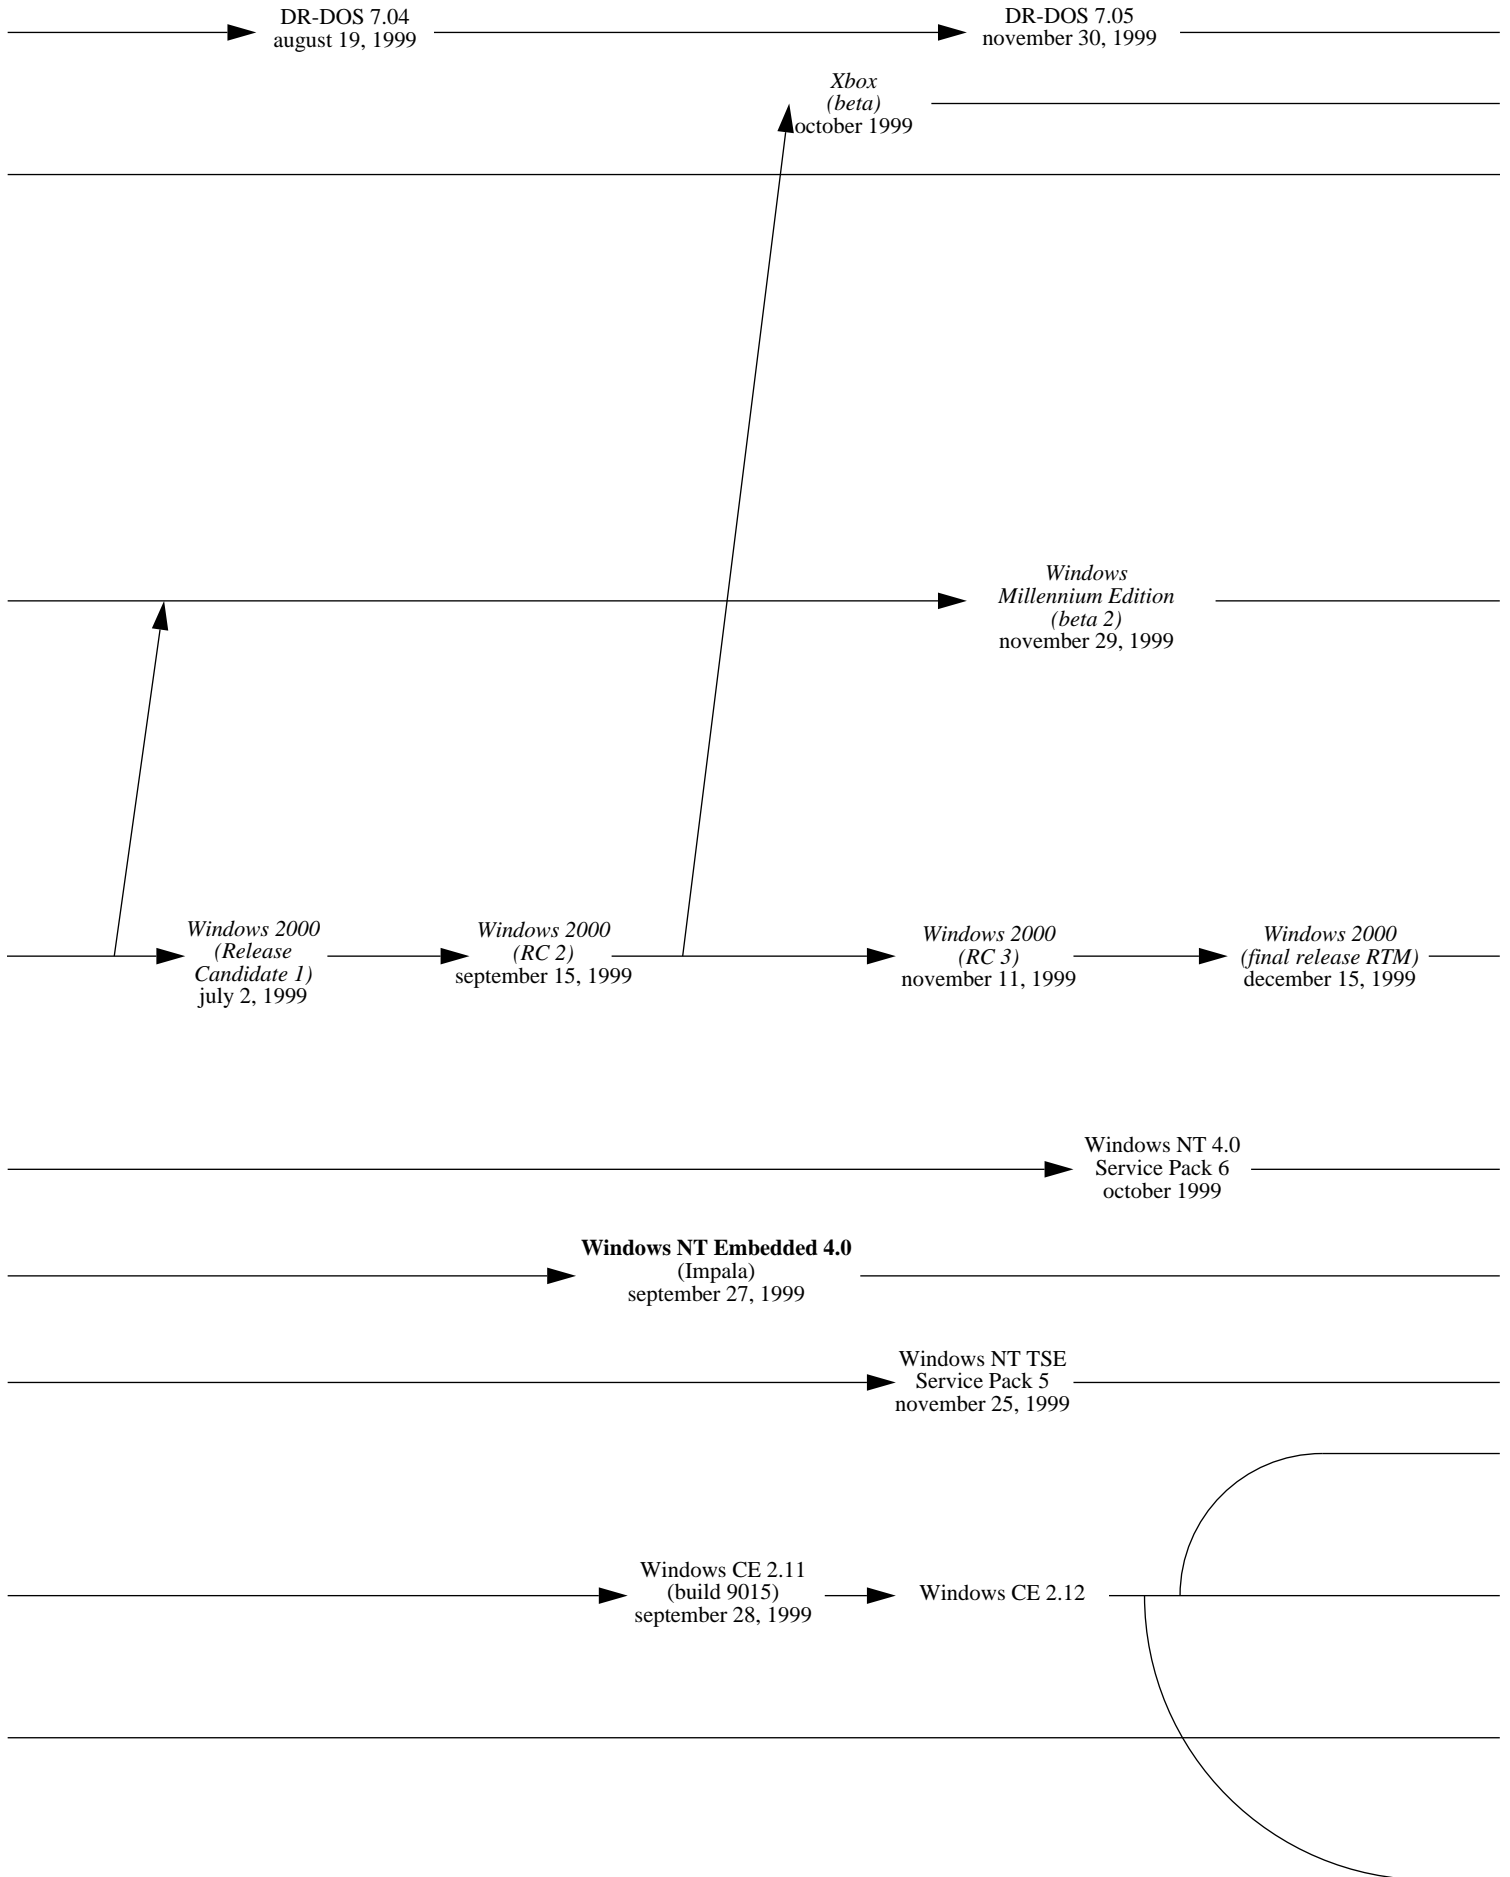 DR-DOS 7.04
august 19, 1999
DR-DOS 7.05
november 30, 1999
Xbox
(beta)
october 1999
Windows
Millennium Edition
(beta 2)
november 29, 1999
Windows 2000
(Release
Candidate 1)
july 2, 1999
Windows 2000
(RC 2)
september 15, 1999
Windows 2000
(RC 3)
november 11, 1999
Windows 2000
(final release RTM)
december 15, 1999
Windows NT 4.0
Service Pack 6
october 1999
Windows NT Embedded 4.0
(Impala)
september 27, 1999
Windows NT TSE
Service Pack 5
november 25, 1999
Windows CE 2.11
(build 9015)
september 28, 1999
Windows CE 2.12